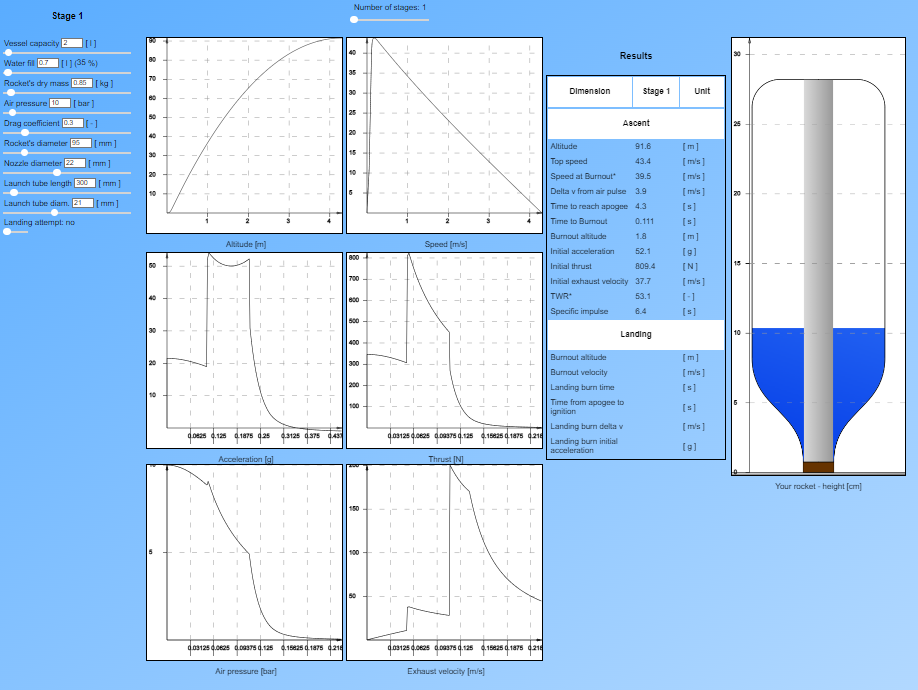 Stage 1
Number of stages: 1
Vessel capacity 2 [ l ]
Water fill 0.7 [ l ] (35 %)
Rocket's dry mass 0.85 [ kg ]
Air pressure 10 [ bar ]
Drag coefficient 0.3 [ - ]
Rocket's diameter 95 [ mm ]
Nozzle diameter 22 [ mm ]
Launch tube length 300 [ mm ]
Launch tube diam. 21 [ mm ]
Landing attempt: no
90
80
70
60
50
40
30
20
10
1 2 3 4
Altitude [m]
40
35
30
25
20
15
10
5
1 2 3 4
Speed [m/s]
50
40
30
20
10
0.0625 0.125 0.1875 0.25 0.3125 0.375 0.437
Acceleration [g]
800
700
600
500
400
300
200
100
0.03125 0.0625 0.09375 0.125 0.15625 0.1875 0.218
Thrust [N]
10
5
0.03125 0.0625 0.09375 0.125 0.15625 0.1875 0.218
Air pressure [bar]
200
150
100
50
0.03125 0.0625 0.09375 0.125 0.15625 0.1875 0.218
Exhaust velocity [m/s]
Results
Dimension Stage 1 Unit
Ascent
Altitude 91.6 [ m ]
Top speed 43.4 [ m/s ]
Speed at Burnout* 39.5 [ m/s ]
Delta v from air pulse 3.9 [ m/s ]
Time to reach apogee 4.3 [ s ]
Time to Burnout 0.111 [ s ]
Burnout altitude 1.8 [ m ]
Initial acceleration 52.1 [ g ]
Initial thrust 809.4 [ N ]
Initial exhaust velocity 37.7 [ m/s ]
TWR* 53.1 [ - ]
Specific impulse 6.4 [ s ]
Landing
Burnout altitude [ m ]
Burnout velocity [ m/s ]
Landing burn time [ s ]
Time from apogee to
ignition [ s ]
Landing burn delta v [ m/s ]
Landing burn initial
acceleration [ g ]
30
25
20
15
10
5
0
Your rocket - height [cm]